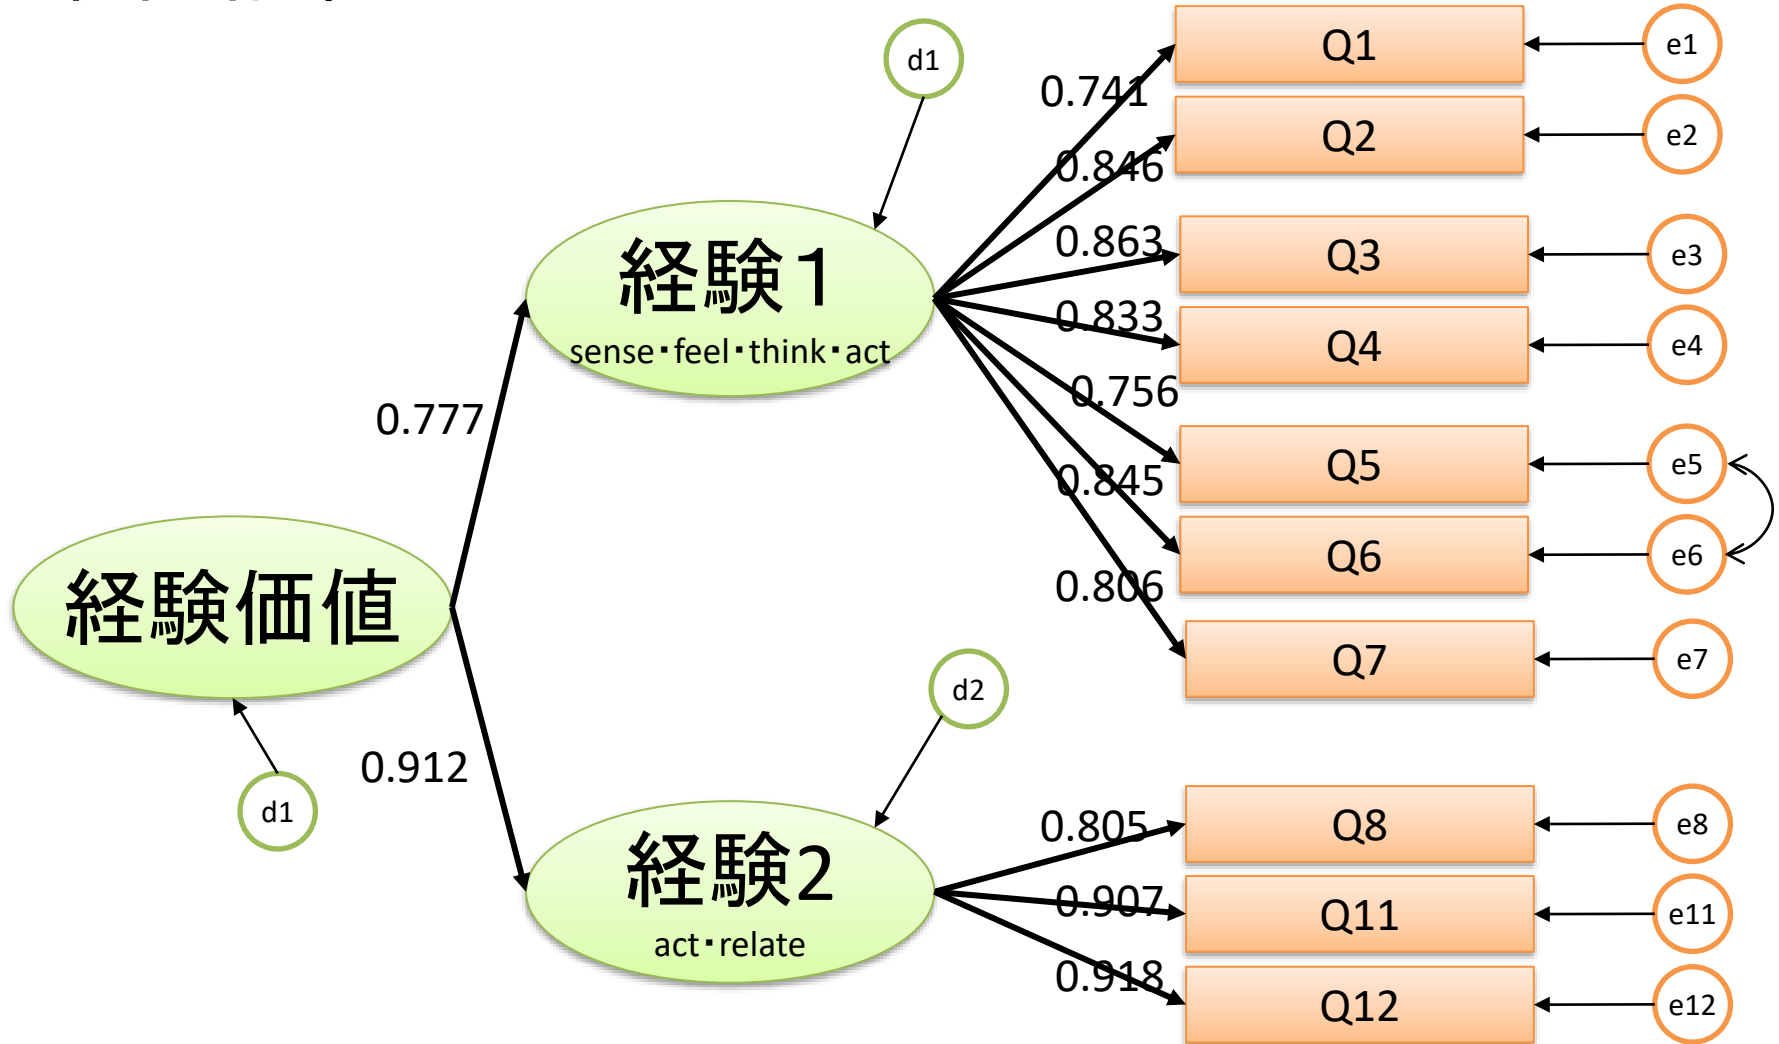 d1
Q1
e1
0.741
Q2
e2
0.846
経験1
sense・feel・think・act
0.863
Q3
e3
0.833
Q4
e4
0.756
Q5
e5
0.845
Q6
e6
0.806
Q7
e7
0.777
経験価値
d1
0.912
d2
経験2
act・relate
0.805
Q8
e8
0.907
Q11
e11
0.918
Q12
e12